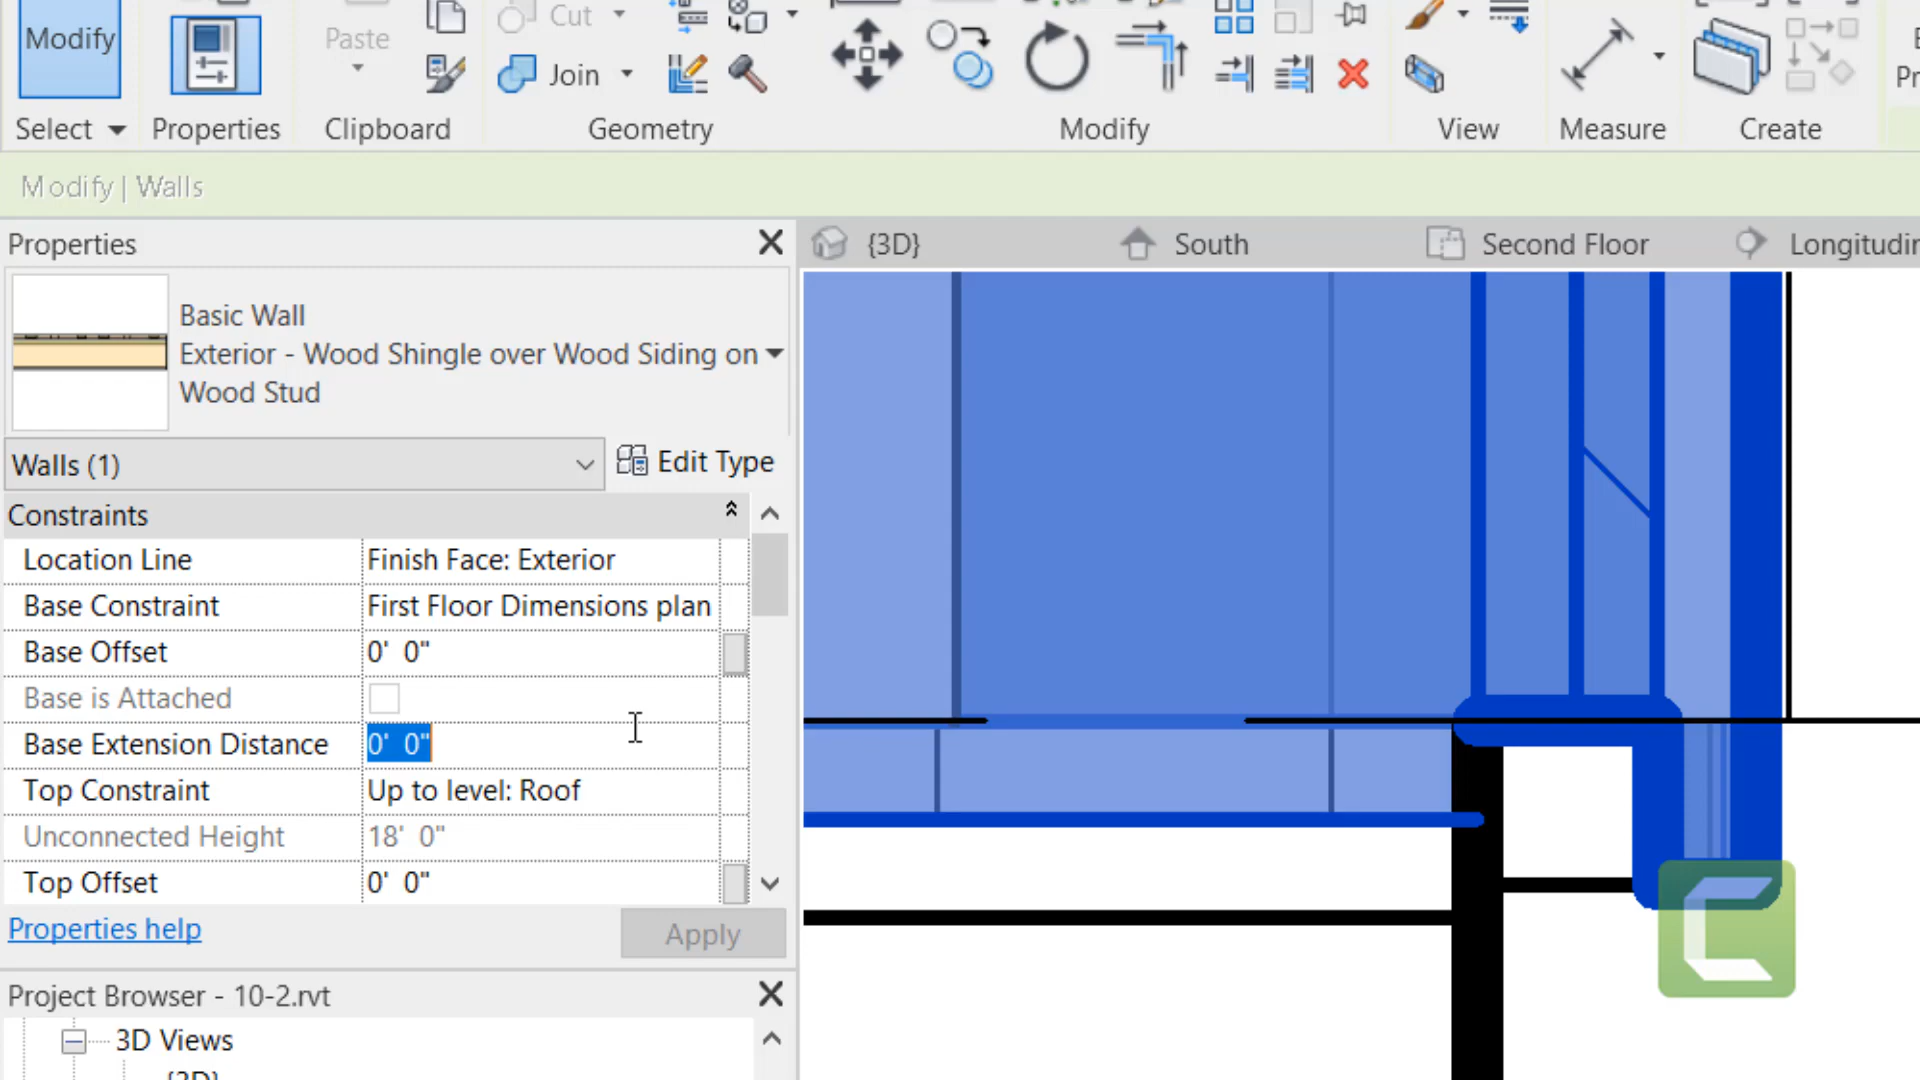 Modify
Paste
Cut
Join
Select
Properties
Clipboard
Geometry
Modify
View
Measure
Create
Modify | Walls
Properties
{3D}
South
Second Floor
Basic Wall
Exterior - Wood Shingle over Wood Siding on
Wood Stud
Walls (1)
Edit Type
Constraints
Location Line Finish Face: Exterior
Base Constraint First Floor Dimensions plan
Base Offset 0' 0"
Base is Attached
Base Extension Distance 0' 0"
Top Constraint Up to level: Roof
Unconnected Height 18' 0"
Top Offset 0' 0"
Properties help
Apply
Project Browser - 10-2.rvt
3D Views